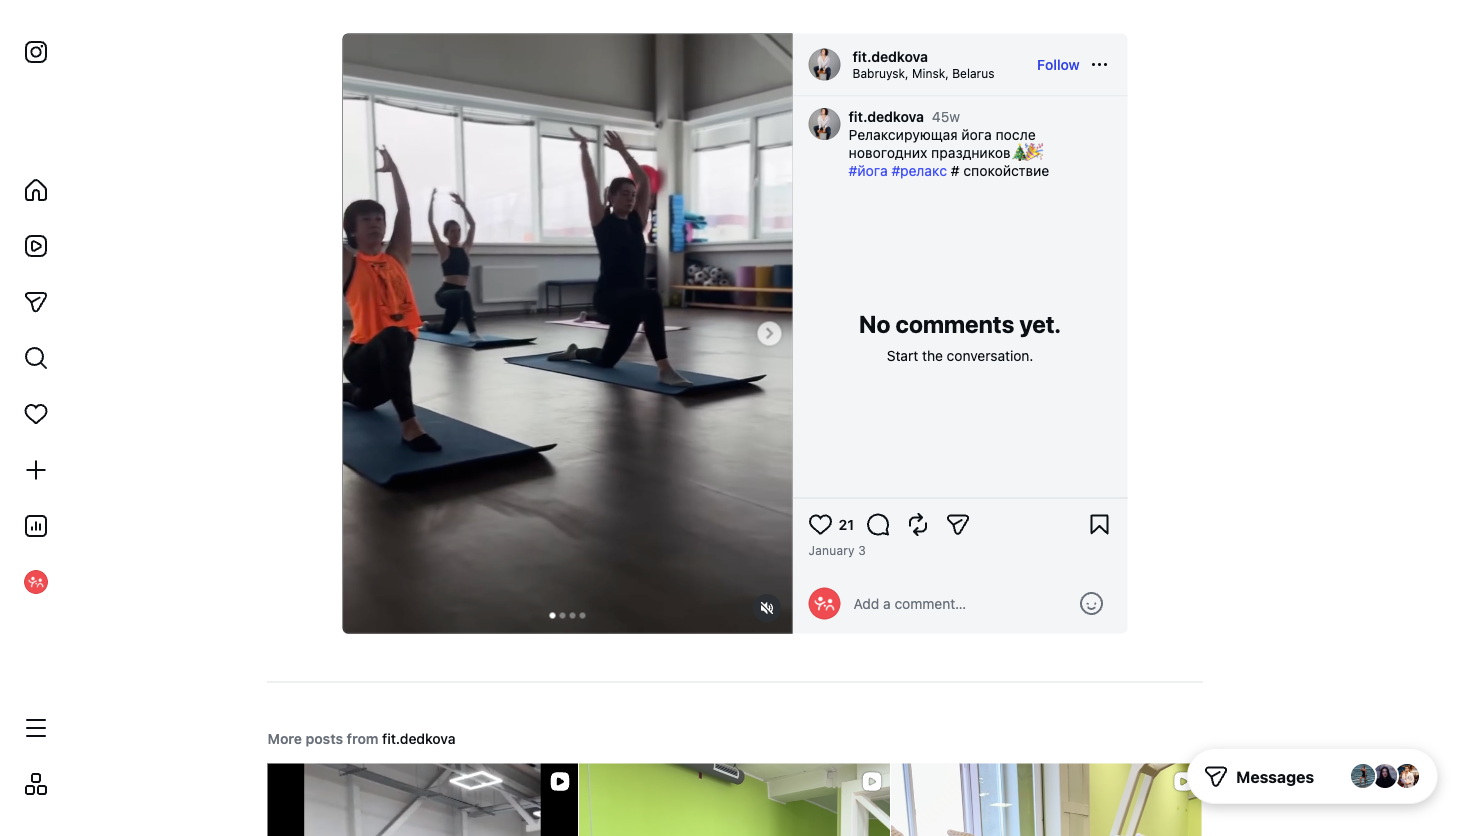 fit.dedkova
Babruysk, Minsk, Belarus
Follow
fit.dedkova 45w
Релаксирующая йога после
новогодних праздников🎄🎉
#йога #релакс # спокойствие
No comments yet.
Start the conversation.
21
January 3
Add a comment...
More posts from fit.dedkova
Messages